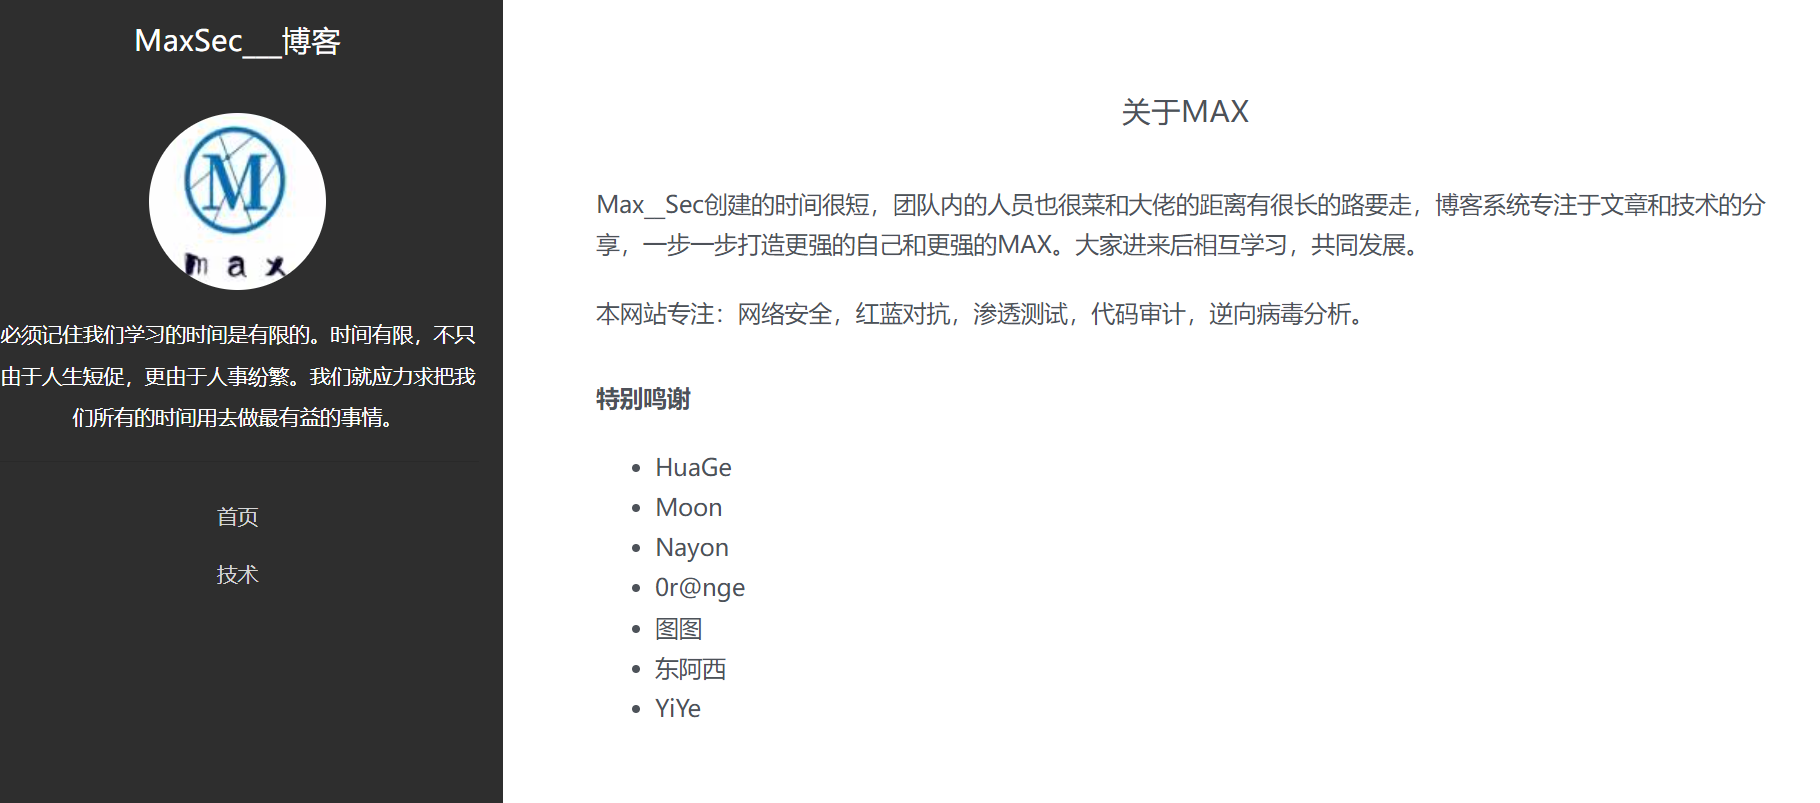 MaxSec___博客
M
max
必须记住我们学习的时间是有限的。时间有限，不只
由于人生短促，更由于人事纷繁。我们就应力求把我
们所有的时间用去做最有益的事情。
首页
技术
关于MAX
Max__Sec创建的时间很短，团队内的人员也很菜和大佬的距离有很长的路要走，博客系统专注于文章和技术的分
享，一步一步打造更强的自己和更强的MAX。大家进来后相互学习，共同发展。
本网站专注：网络安全，红蓝对抗，渗透测试，代码审计，逆向病毒分析。
特别鸣谢
• HuaGe
• Moon
• Nayon
• 0r@nge
• 图图
• 东阿西
• YiYe